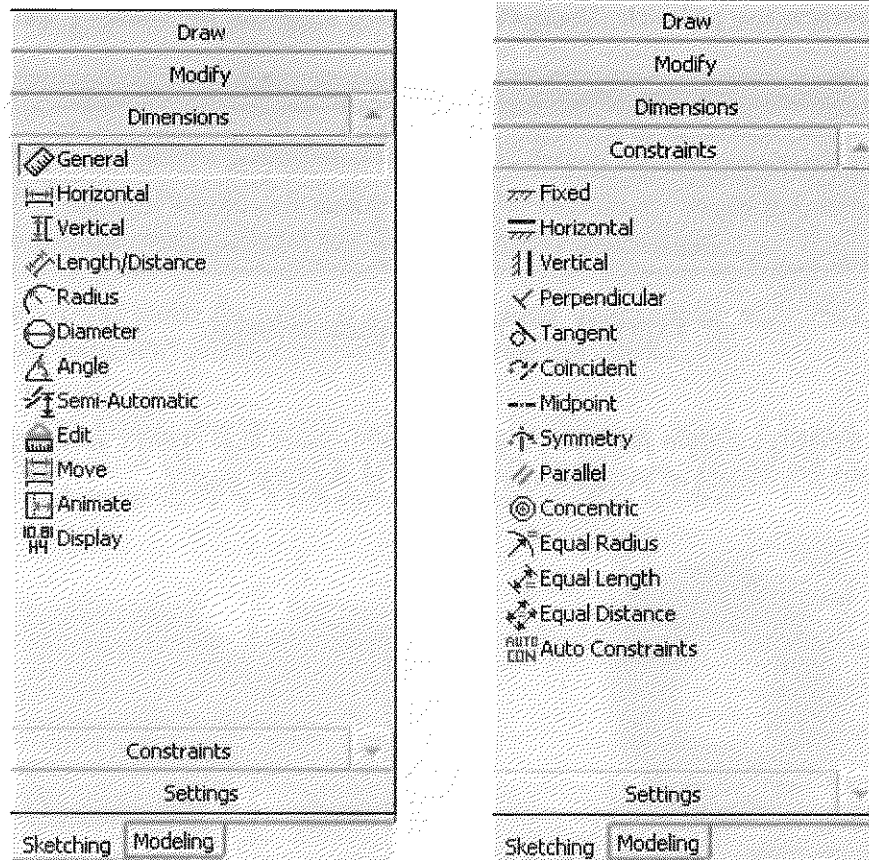 Draw
Modify
Dimensions
General
Horizontal
Vertical
Length/Distance
Radius
Diameter
Angle
Semi-Automatic
Edit
Move
Animate
Display
Constraints
Settings
Sketching Modeling
Draw
Modify
Dimensions
Constraints
Fixed
Horizontal
Vertical
Perpendicular
Tangent
Coincident
Midpoint
Symmetry
Parallel
Concentric
Equal Radius
Equal Length
Equal Distance
AUTO CON Auto Constraints
Settings
Sketching Modeling